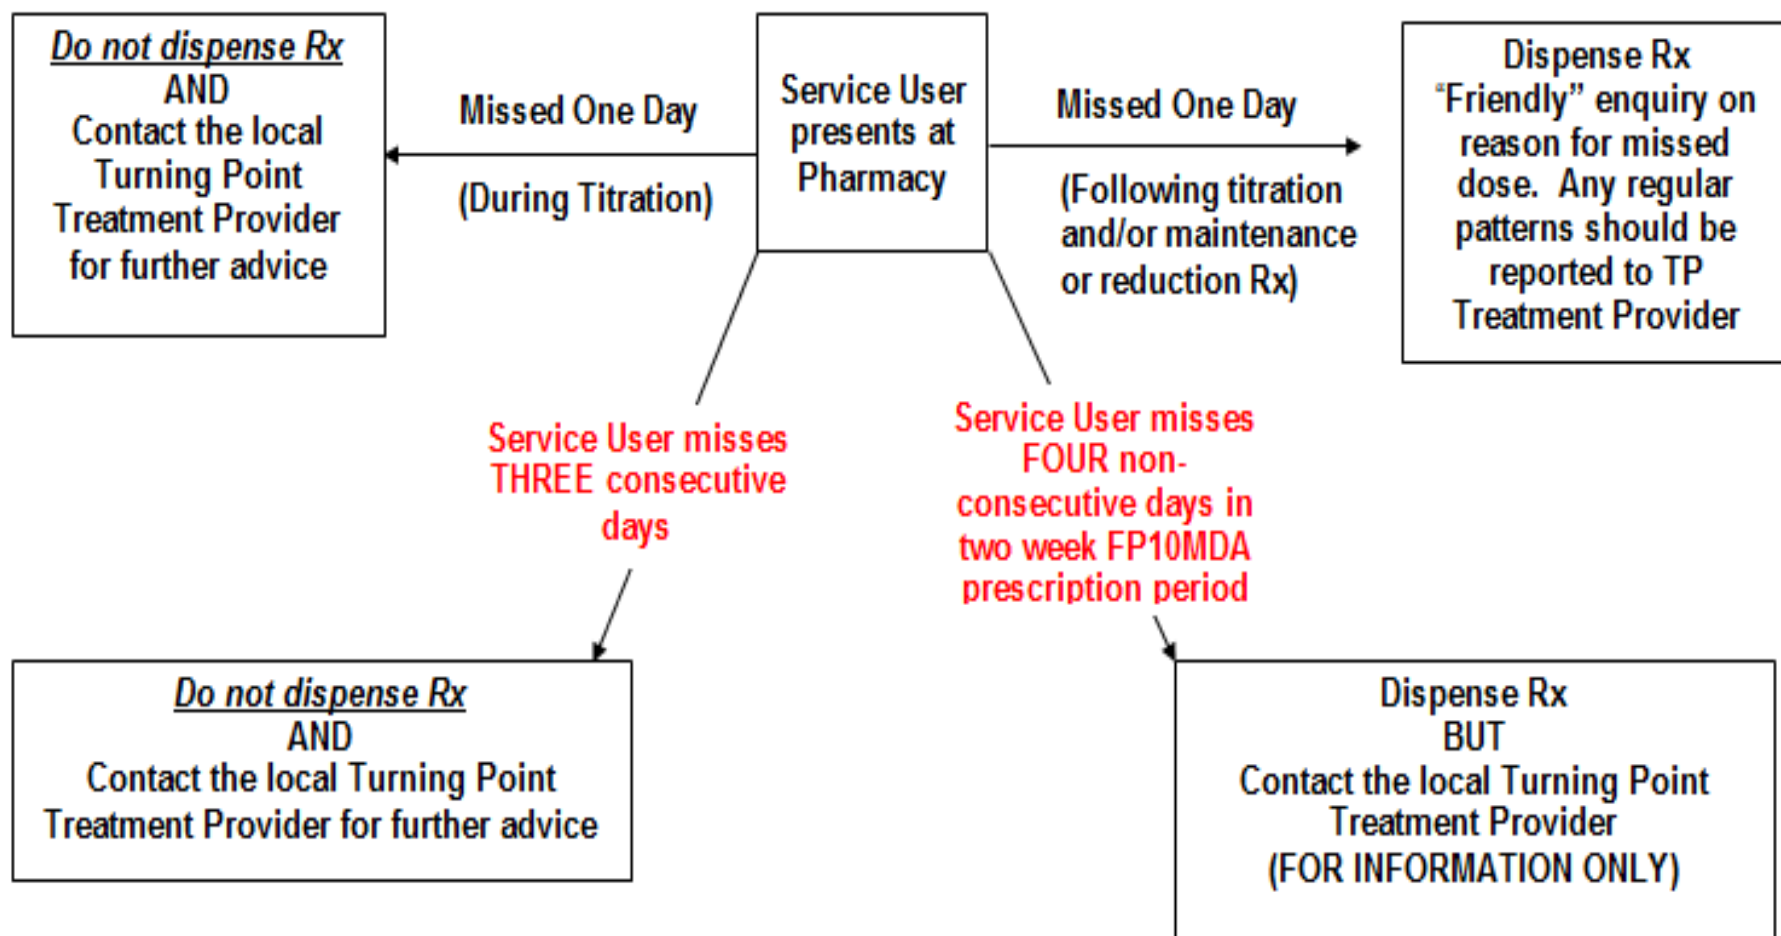 Do not dispense Rx
AND
Contact the local
Turning Point
Treatment Provider
for further advice
Missed One Day
(During Titration)
Service User
presents at
Pharmacy
Missed One Day
(Following titration
and/or maintenance
or reduction Rx)
Dispense Rx
“Friendly” enquiry on
reason for missed
dose. Any regular
patterns should be
reported to TP
Treatment Provider
Service User misses
THREE consecutive
days
Service User misses
FOUR non-
consecutive days in
two week FP10MDA
prescription period
Do not dispense Rx
AND
Contact the local Turning Point
Treatment Provider for further advice
Dispense Rx
BUT
Contact the local Turning Point
Treatment Provider
(FOR INFORMATION ONLY)